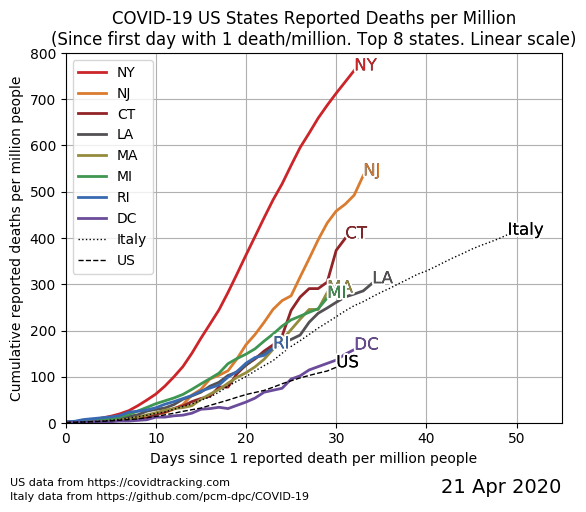 COVID-19 US States Reported Deaths per Million
(Since first day with 1 death/million. Top 8 states. Linear scale)
Cumulative reported deaths per million people
800
700
600
500
400
300
200
100
0
NY
NJ
CT
LA
MA
MI
RI
DC
Italy
US
NY
NJ
CT
Italy
LA
MA
MI
RI
DC
US
0
10
20
30
40
50
Days since 1 reported death per million people
US data from https://covidtracking.com
Italy data from https://github.com/pcm-dpc/COVID-19
21 Apr 2020